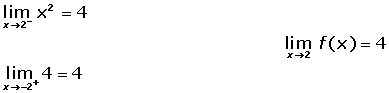 lim x→2⁻ x² = 4
lim x→2 f(x) = 4
lim x→−2⁺ 4 = 4